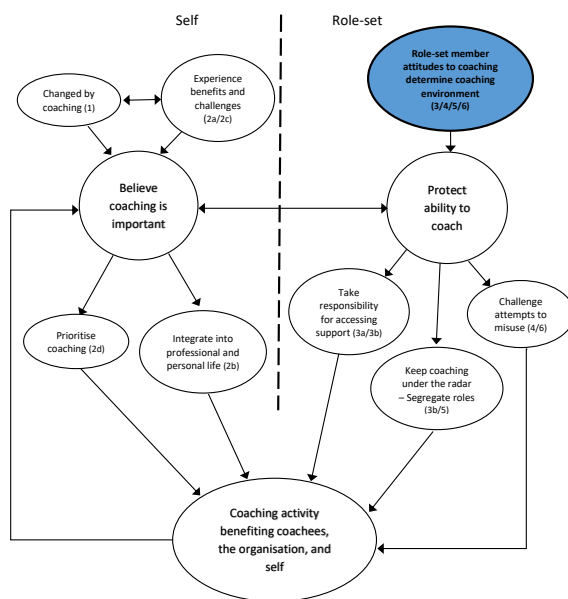 Self
Role-set
Changed by
coaching (1)
Experience
benefits and
challenges
(2a/2c)
Role-set member
attitudes to coaching
determine coaching
environment
(3/4/5/6)
Believe
coaching is
important
Protect
ability to
coach
Prioritise
coaching (2d)
Integrate into
professional and
personal life (2b)
Take
responsibility
for accessing
support (3a/3b)
Keep coaching
under the radar
– Segregate roles
(3b/5)
Challenge
attempts to
misuse (4/6)
Coaching activity
benefiting coachees,
the organisation, and
self